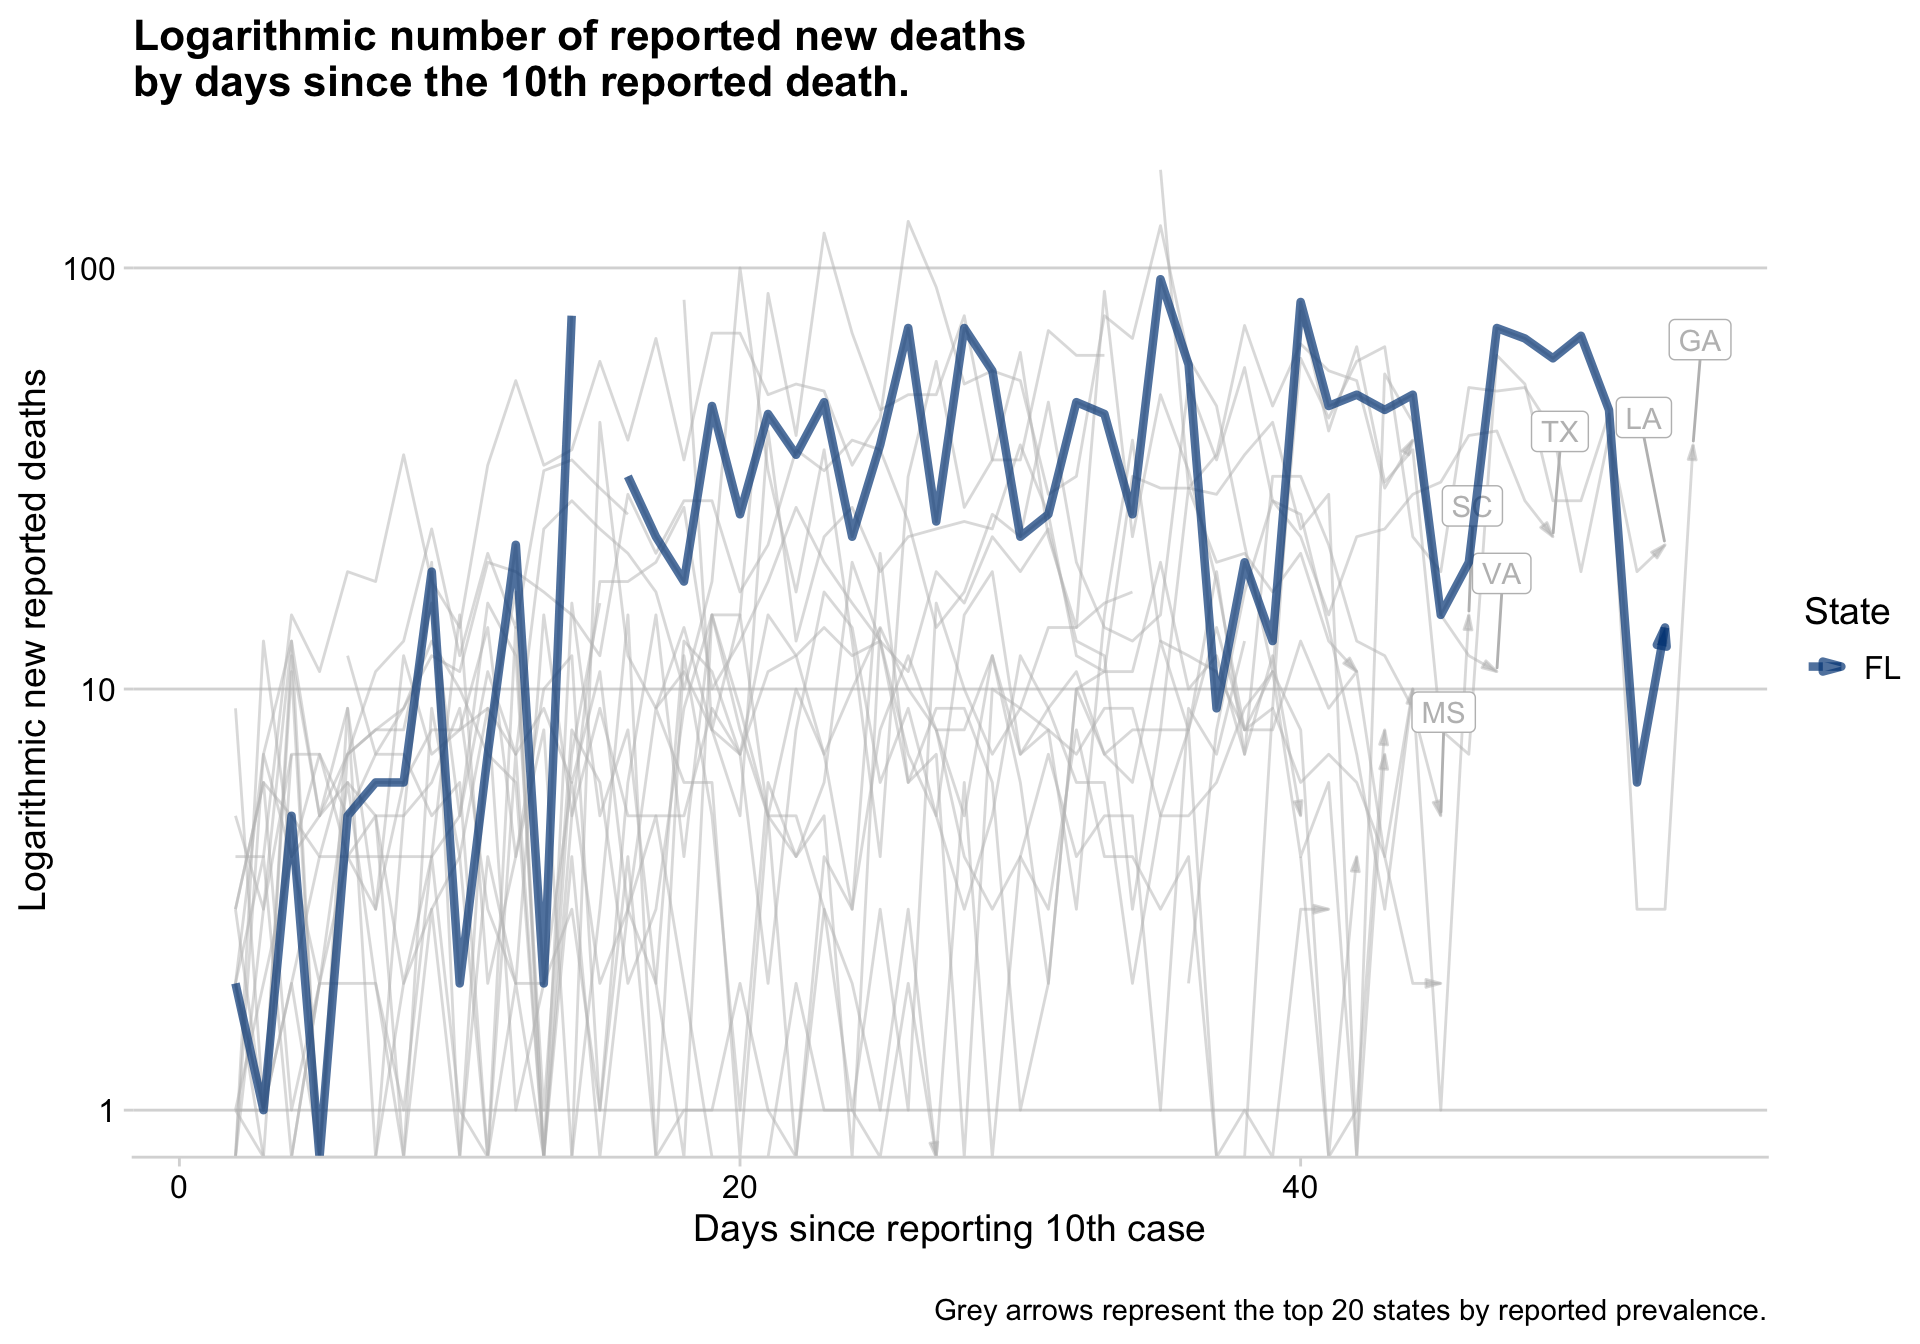 Logarithmic number of reported new deaths
by days since the 10th reported death.
Logarithmic new reported deaths
100
10
1
GA
LA
TX
SC
VA
MS
State
FL
0
20
40
Days since reporting 10th case
Grey arrows represent the top 20 states by reported prevalence.